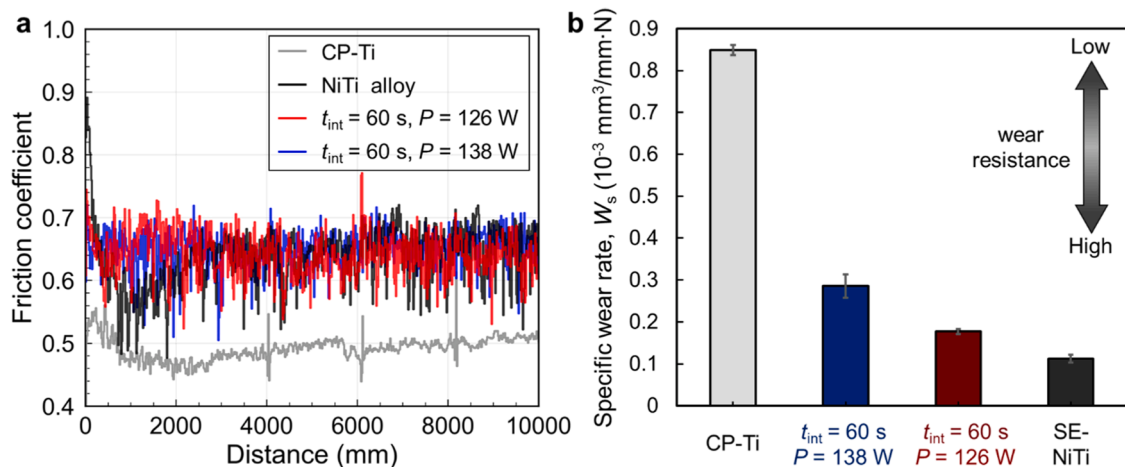 a
1.0
0.9
0.8
0.7
0.6
0.5
0.4
Friction coefficient
CP-Ti
NiTi alloy
tint = 60 s, P = 126 W
tint = 60 s, P = 138 W
0
2000
4000
6000
8000
10000
Distance (mm)
b
0.9
0.8
0.7
0.6
0.5
0.4
0.3
0.2
0.1
0
Specific wear rate, Ws (10-3 mm3/mm·N)
Low
wear
resistance
High
CP-Ti
tint = 60 s
P = 138 W
tint = 60 s
P = 126 W
SE-
NiTi